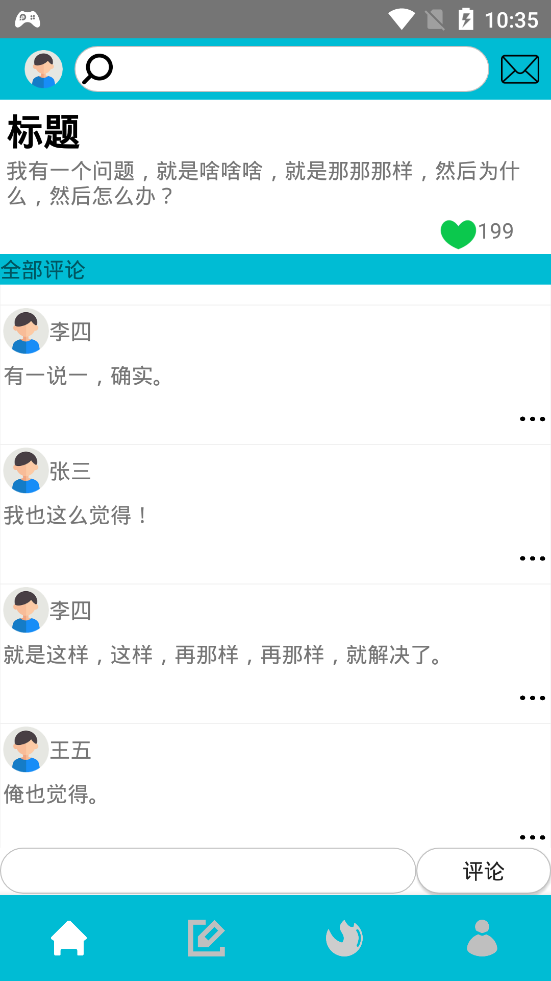 10:35
标题
我有一个问题，就是啥啥啥，就是那那那样，然后为什
么，然后怎么办？
199
全部评论
李四
有一说一，确实。
张三
我也这么觉得！
李四
就是这样，这样，再那样，再那样，就解决了。
王五
俺也觉得。
评论